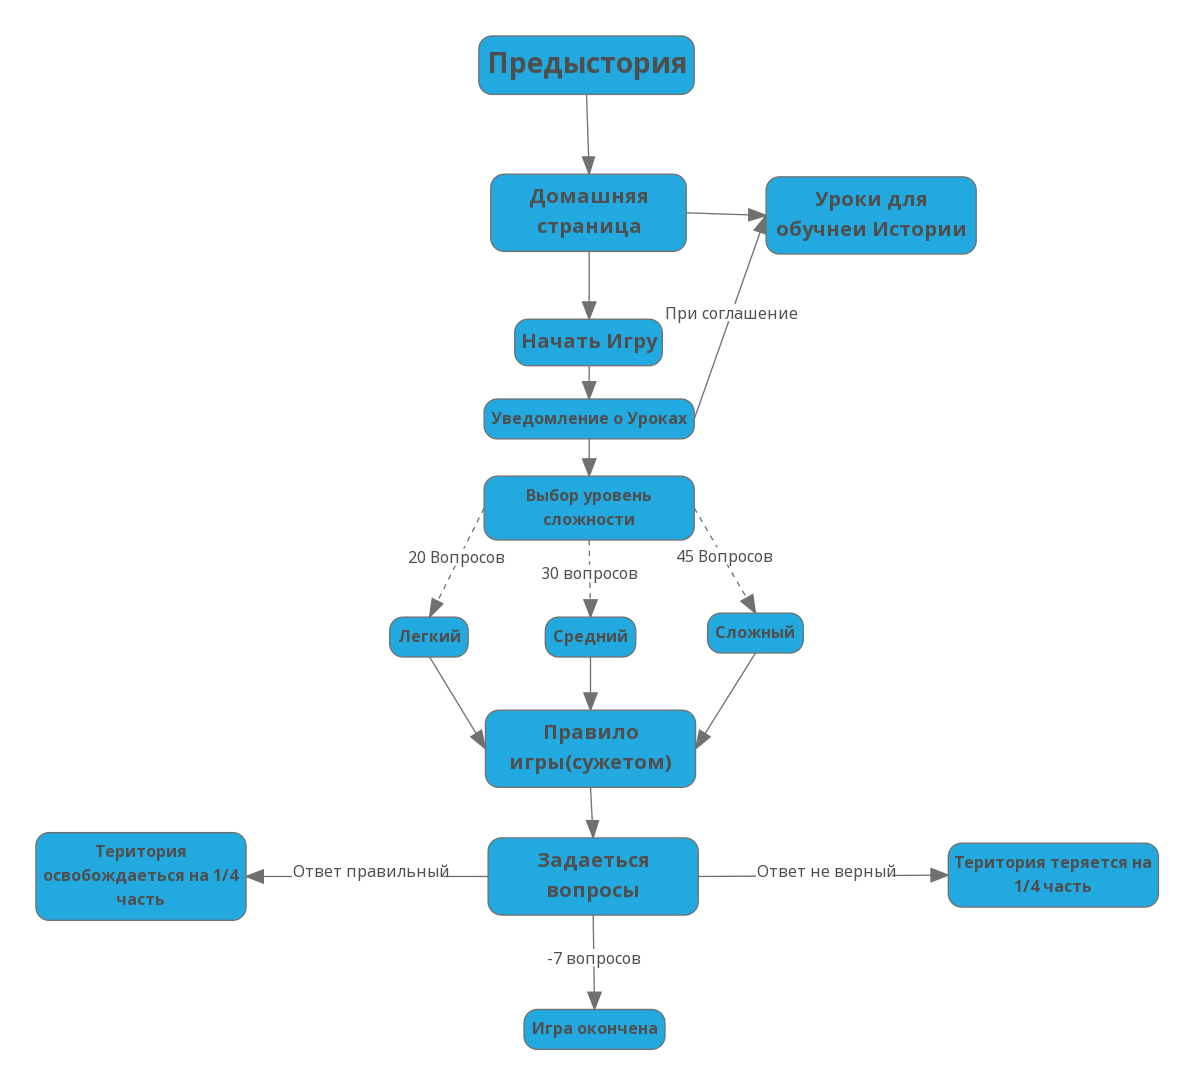 Предыстория
Домашняя
страница
Уроки для
обучнеи Истории
При соглашение
Начать Игру
Уведомление о Уроках
Выбор уровень
сложности
20 Вопросов
30 вопросов
45 Вопросов
Легкий
Средний
Сложный
Правило
игры(сужетом)
Задаеться
вопросы
Ответ правильный
Територия
освобождаеться на 1/4
часть
Ответ не верный
Територия теряется на
1/4 часть
-7 вопросов
Игра окончена